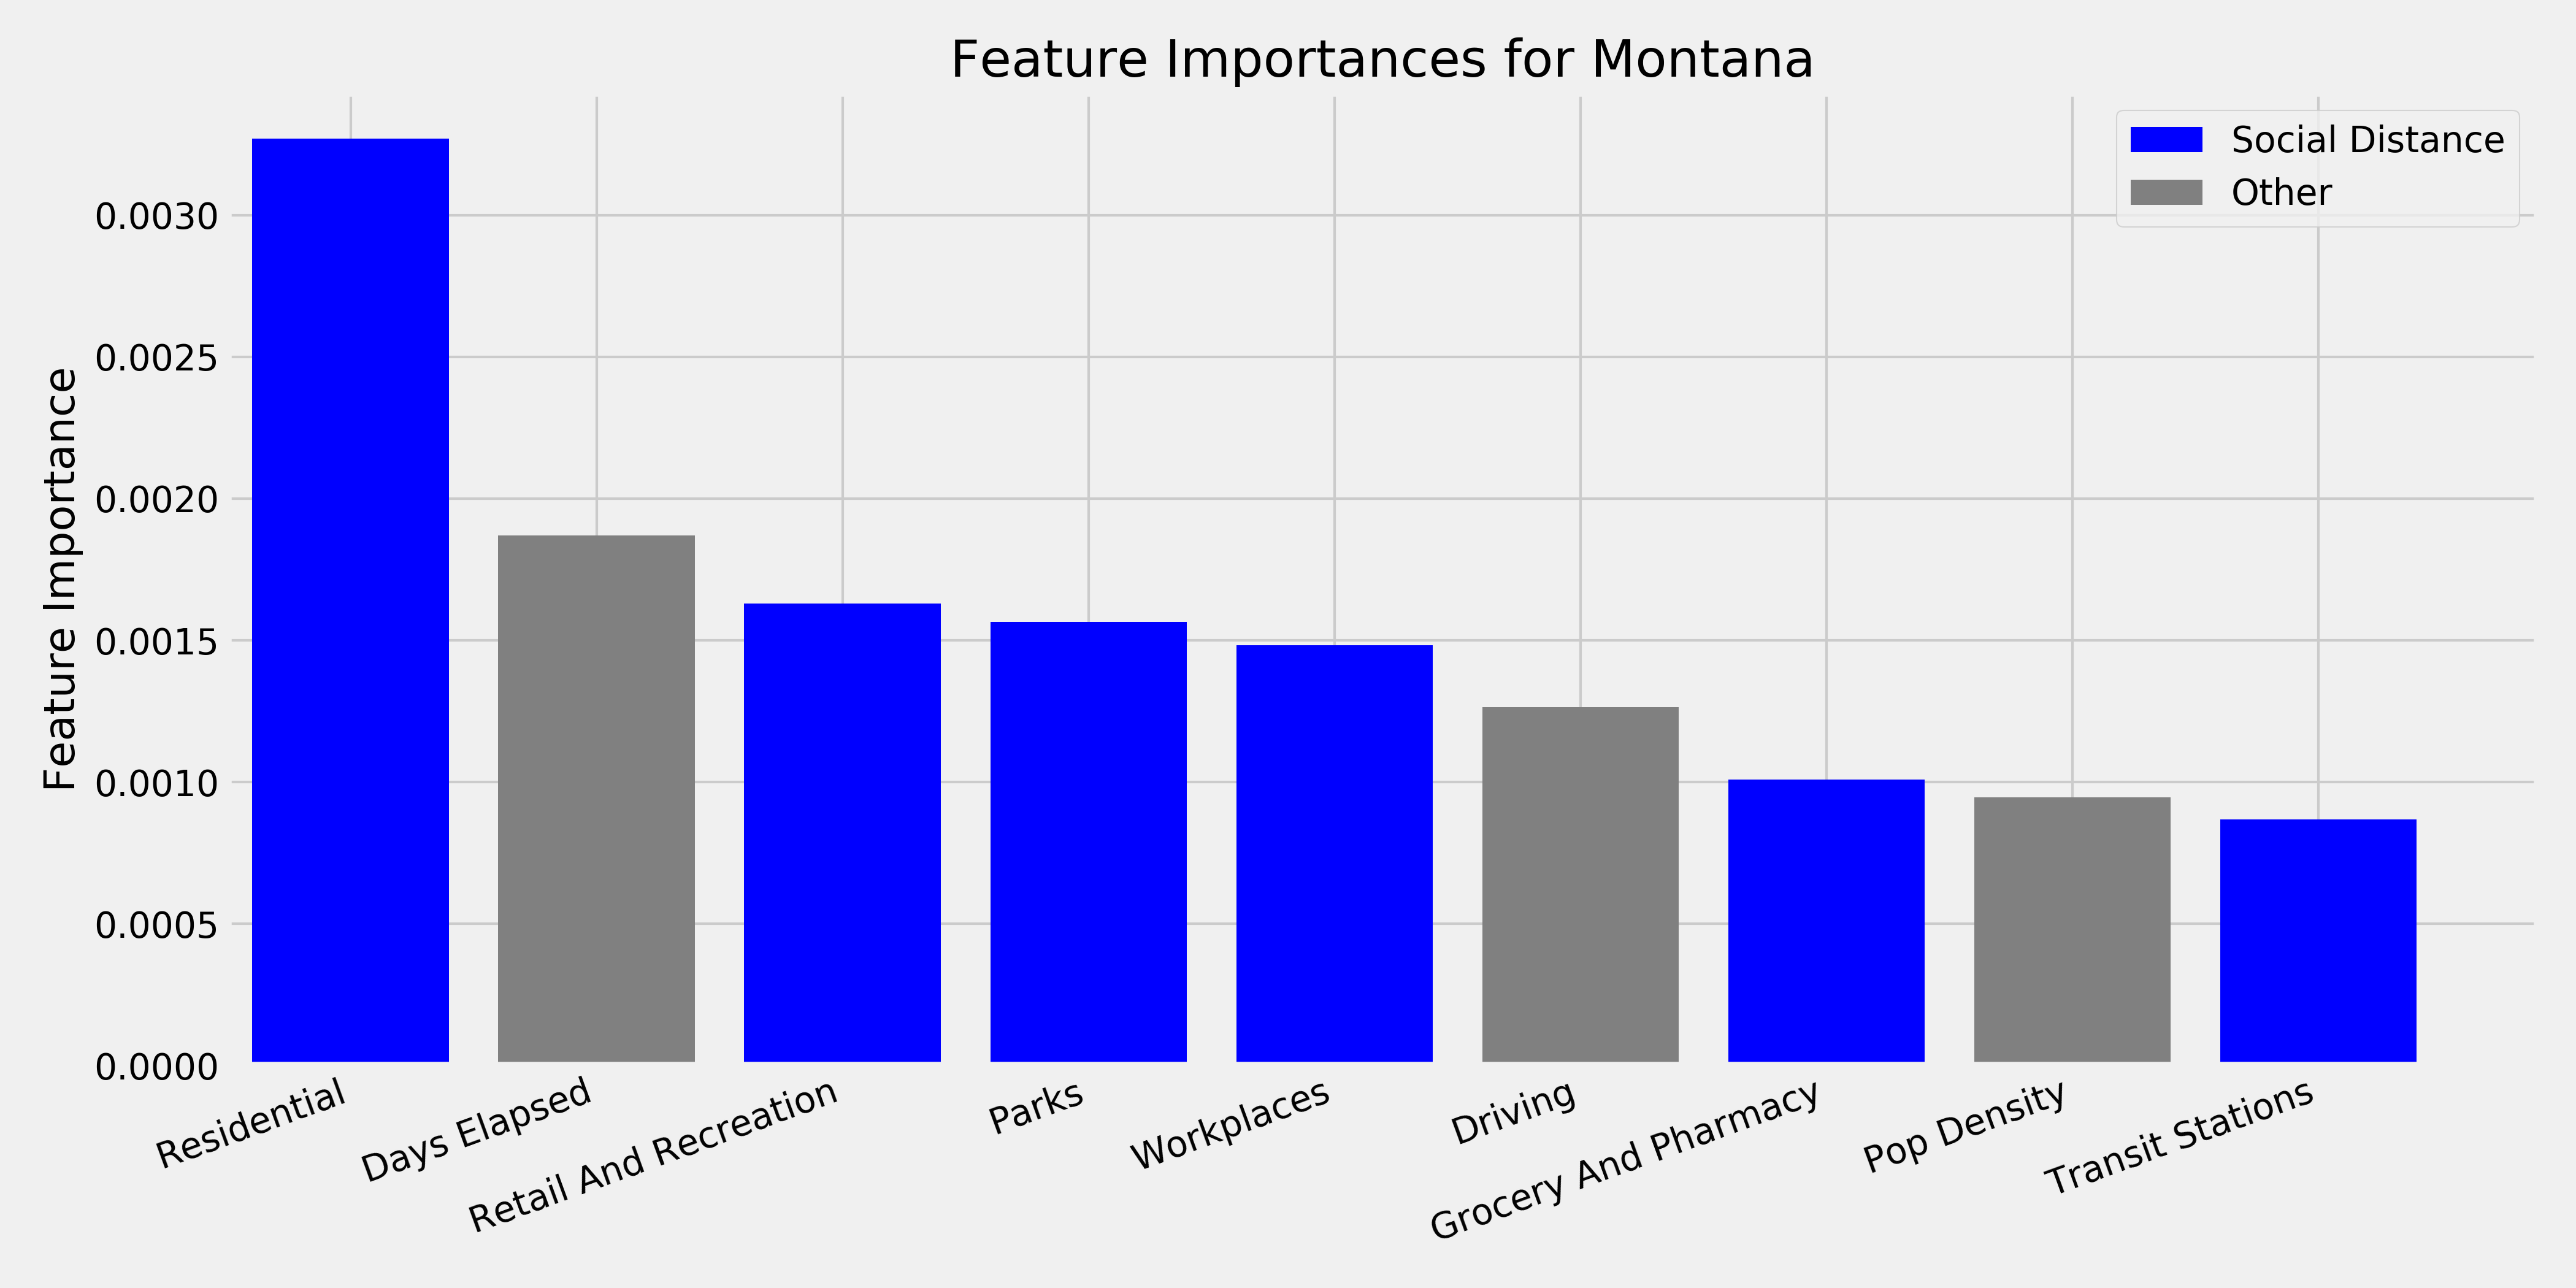 Feature Importances for Montana
Social Distance
Other
Feature Importance
0.0030
0.0025
0.0020
0.0015
0.0010
0.0005
0.0000
Residential
Days Elapsed
Retail And Recreation
Parks
Workplaces
Driving
Grocery And Pharmacy
Pop Density
Transit Stations